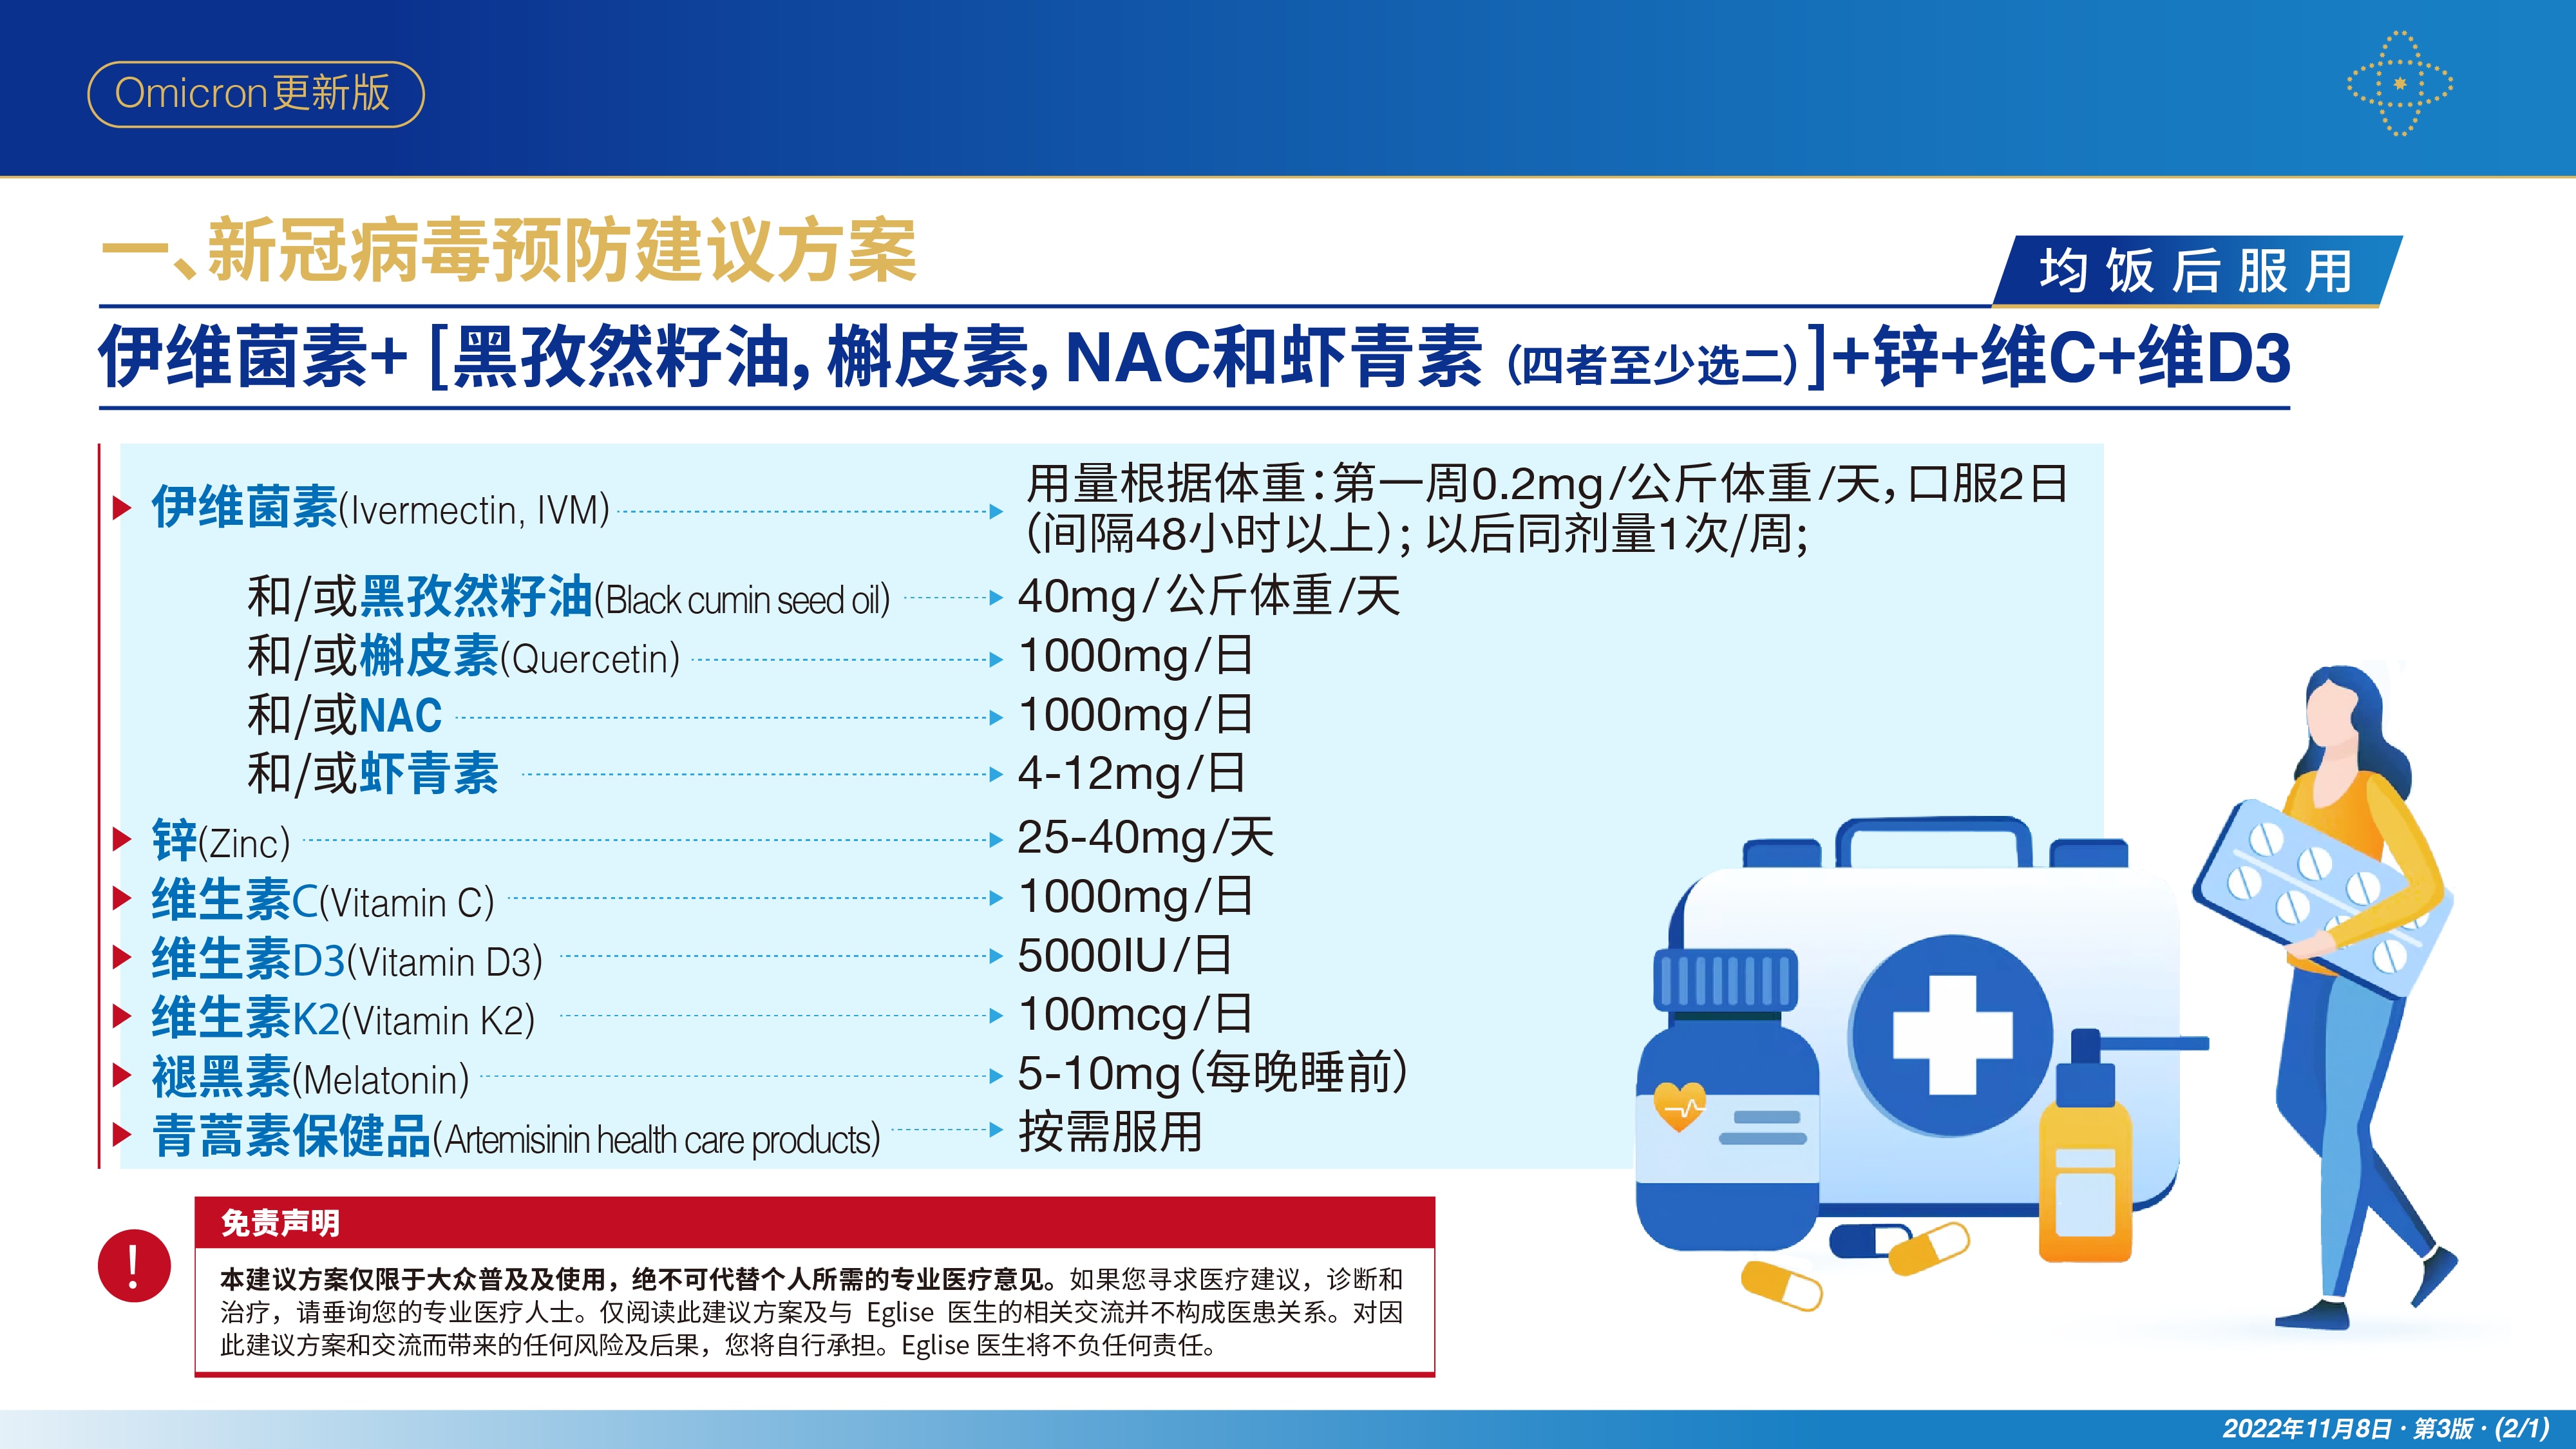 Omicron更新版
一、新冠病毒预防建议方案
均饭后服用
伊维菌素+ [黑孜然籽油, 槲皮素, NAC和虾青素（四者至少选二）]+锌+维C+维D3
伊维菌素(Ivermectin, IVM) 用量根据体重：第一周0.2mg/公斤体重/天，口服2日
（间隔48小时以上）；以后同剂量1次/周；
和/或黑孜然籽油(Black cumin seed oil) 40mg/公斤体重/天
和/或槲皮素(Quercetin) 1000mg/日
和/或NAC 1000mg/日
和/或虾青素 4-12mg/日
锌(Zinc) 25-40mg/天
维生素C(Vitamin C) 1000mg/日
维生素D3(Vitamin D3) 5000IU/日
维生素K2(Vitamin K2) 100mcg/日
褪黑素(Melatonin) 5-10mg（每晚睡前）
青蒿素保健品(Artemisinin health care products) 按需服用
!
免责声明
本建议方案仅限于大众普及及使用，绝不可代替个人所需的专业医疗意见。如果您寻求医疗建议，诊断和
治疗，请垂询您的专业医疗人士。仅阅读此建议方案及与 Eglise 医生的相关交流并不构成医患关系。对因
此建议方案和交流而带来的任何风险及后果，您将自行承担。Eglise 医生将不负任何责任。
2022年11月8日 · 第3版 · (2/1)